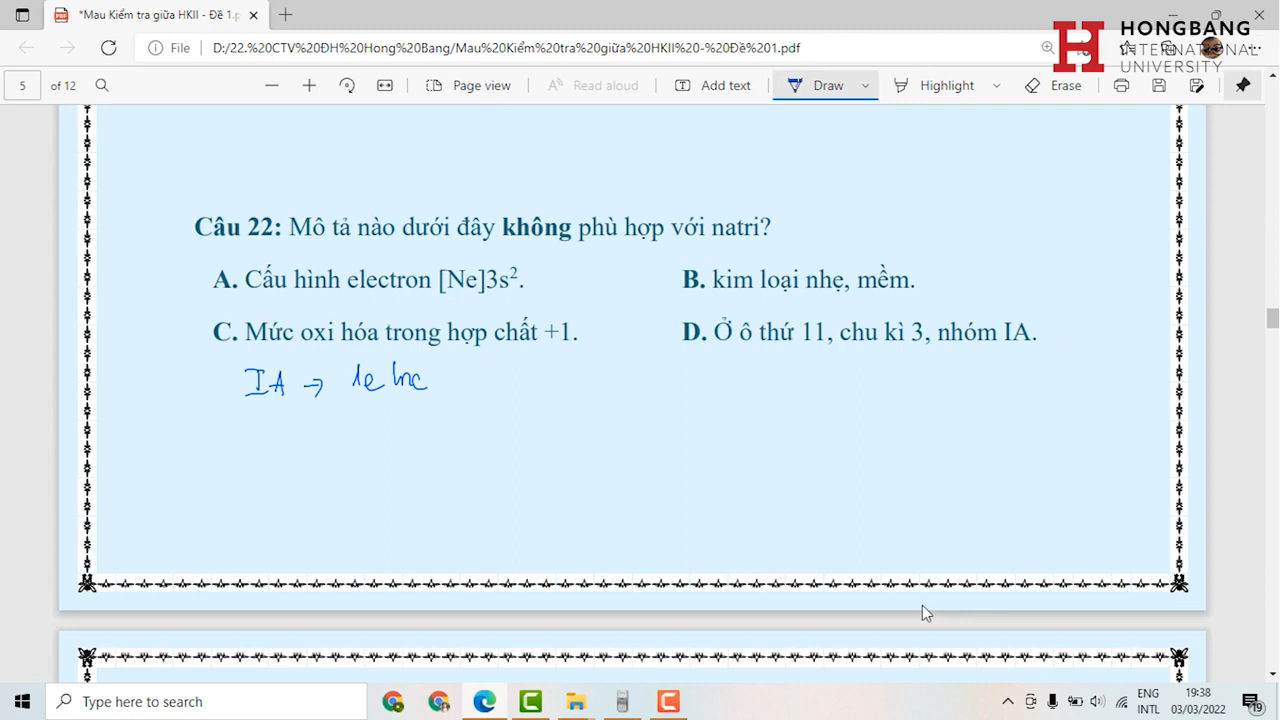 *Mau Kiểm tra giữa HKII - Đề 1.p
HONGBANG
INTERNATIONAL
UNIVERSITY
File D:/22.%20CTV%20ĐH%20Hong%20Bang/Mau%20Kiểm%20tra%20giữa%20HKII%20-%20Đề%201.pdf
5 of 12 Page view Read aloud Add text Draw Highlight Erase
Câu 22: Mô tả nào dưới đây không phù hợp với natri?
A. Cấu hình electron [Ne]3s². B. kim loại nhẹ, mềm.
C. Mức oxi hóa trong hợp chất +1. D. Ở ô thứ 11, chu kì 3, nhóm IA.
IA → 1e lnc
Type here to search
ENG 19:38
INTL 03/03/2022 19